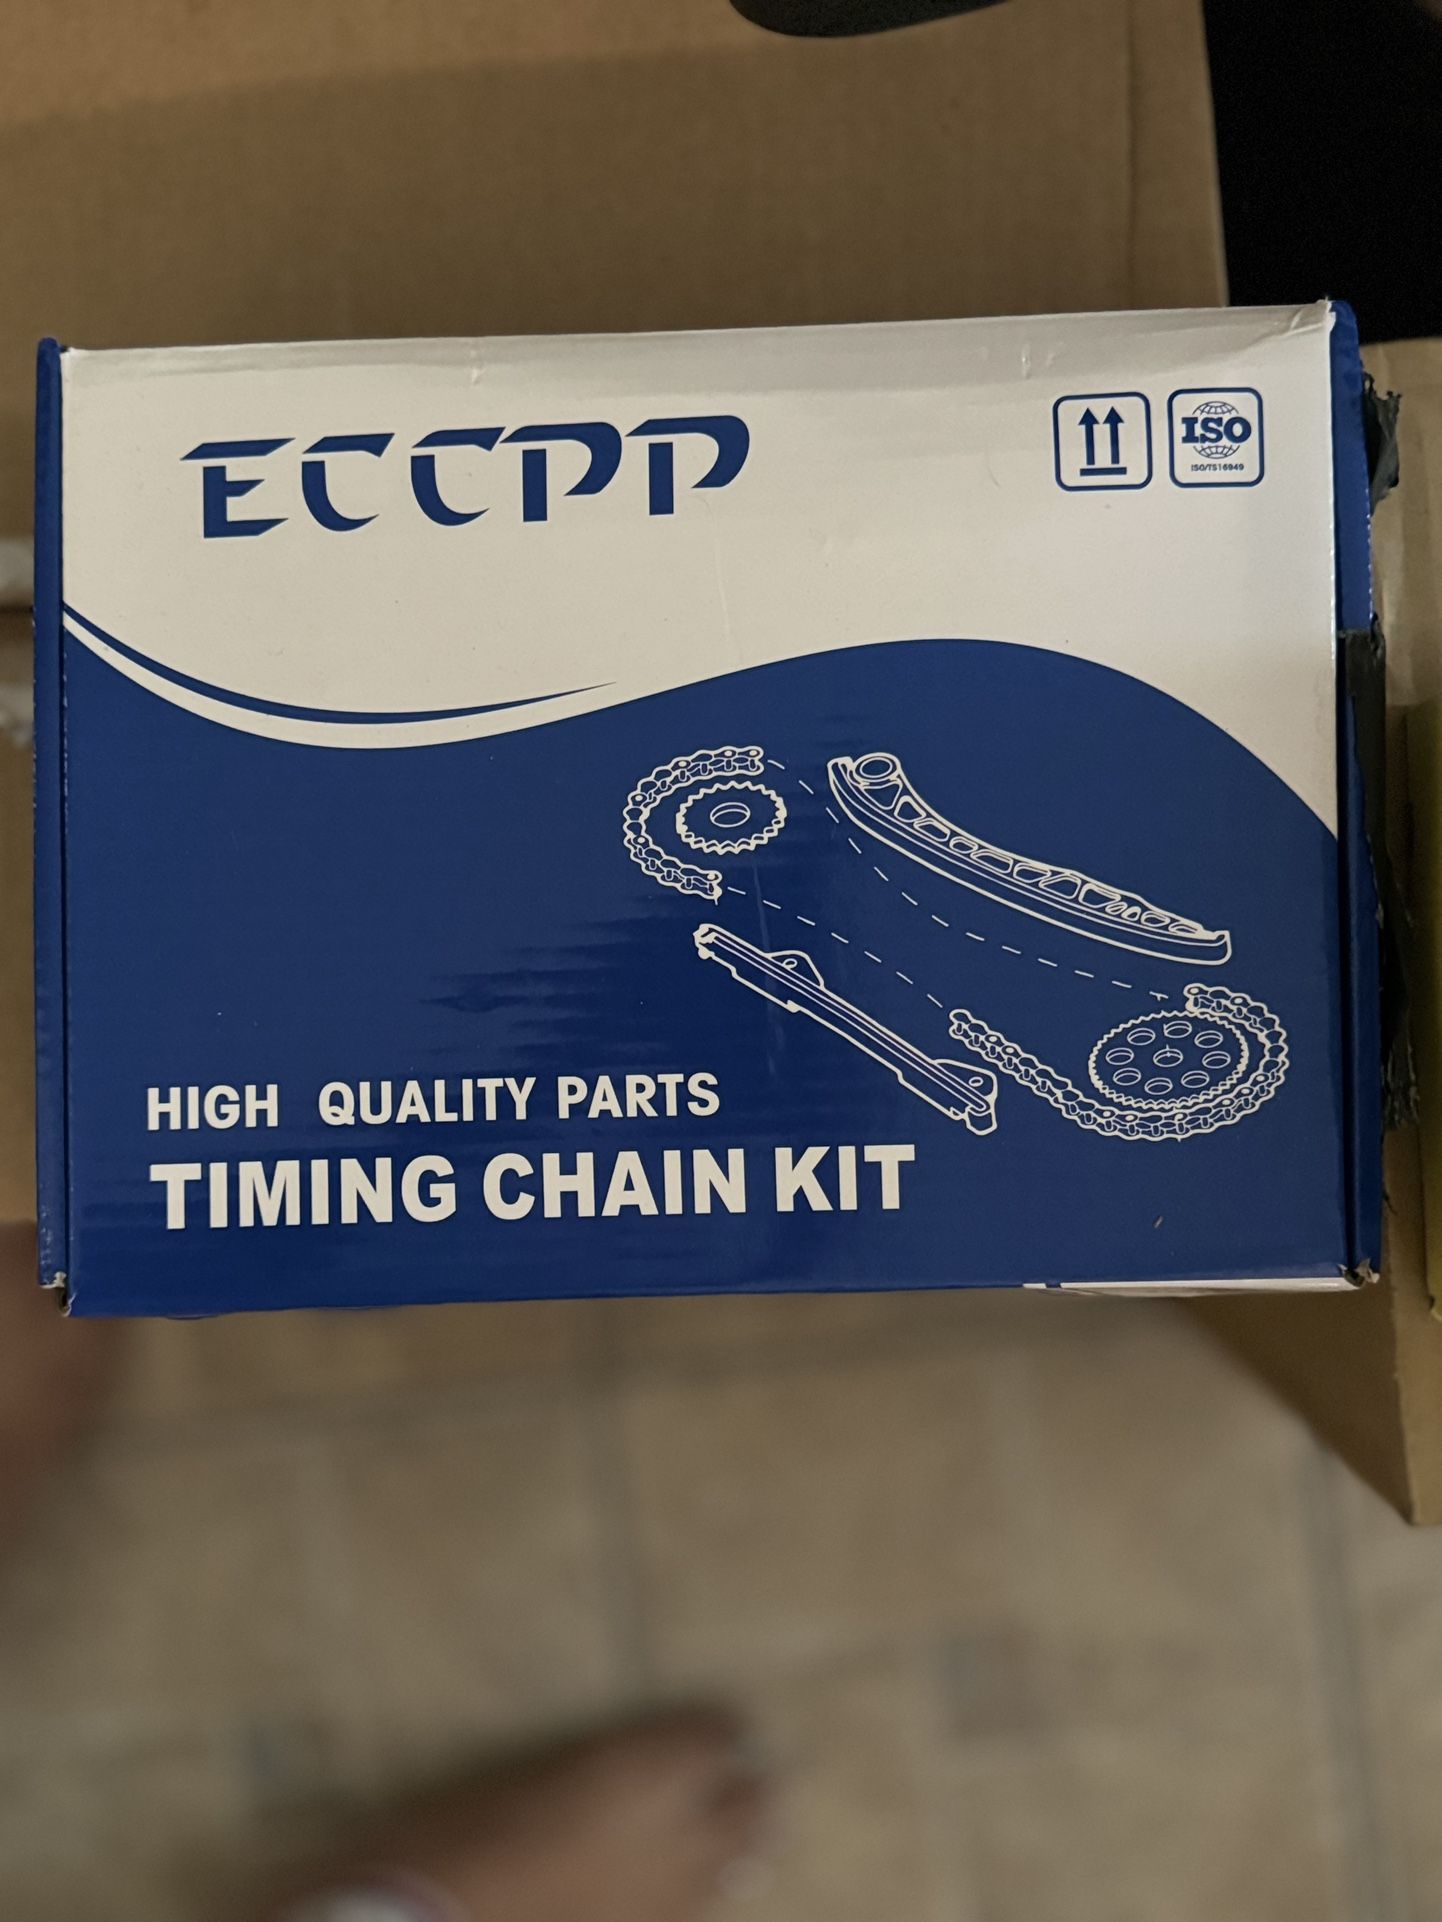 ECCPP
ISO
ISO/TS16949
HIGH QUALITY PARTS
TIMING CHAIN KIT